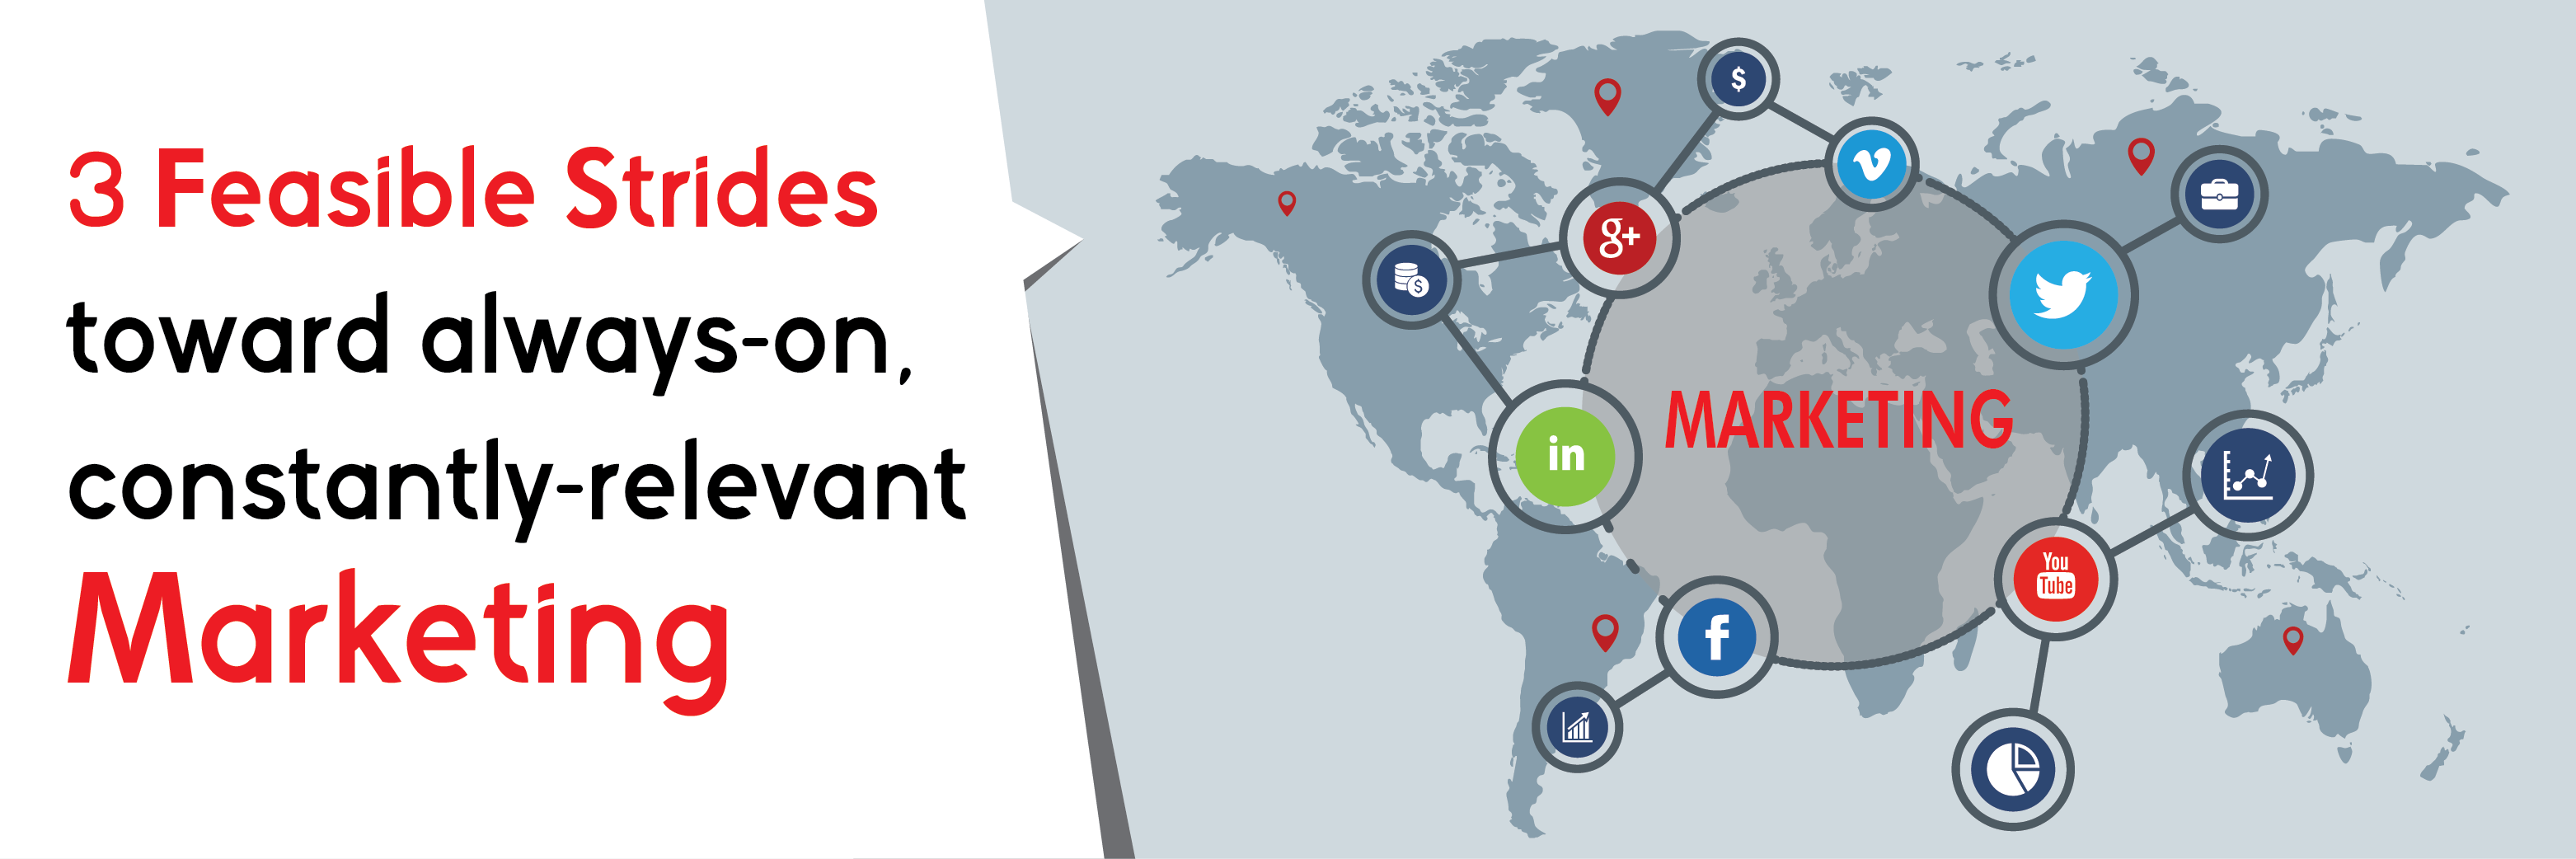 3 Feasible Strides
toward always-on,
constantly-relevant
Marketing
$
g+
$
in
MARKETING
You
Tube
f